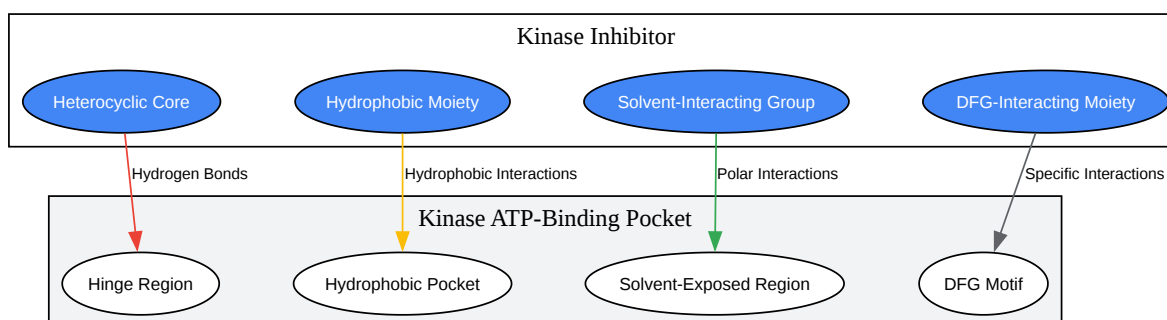 Kinase Inhibitor
Heterocyclic Core
Hydrophobic Moiety
Solvent-Interacting Group
DFG-Interacting Moiety
Hydrogen Bonds
Hydrophobic Interactions
Polar Interactions
Specific Interactions
Kinase ATP-Binding Pocket
Hinge Region
Hydrophobic Pocket
Solvent-Exposed Region
DFG Motif